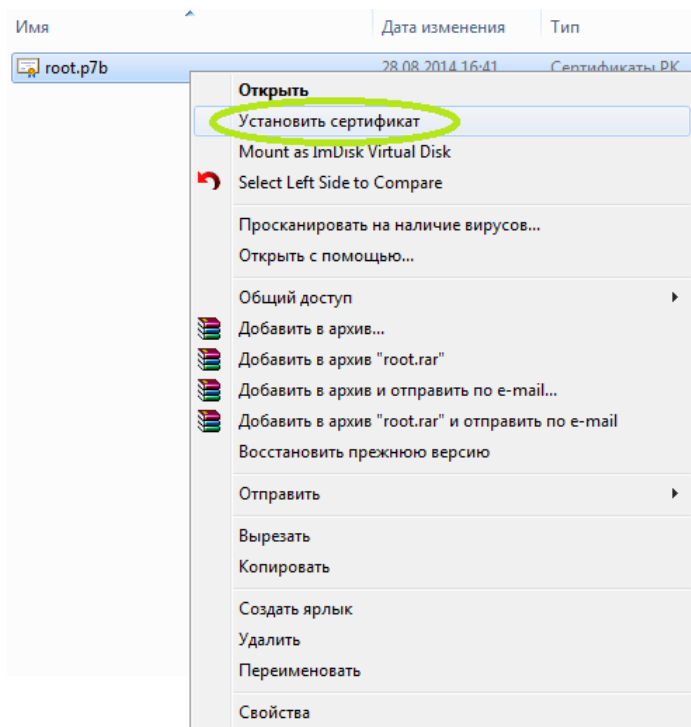 Имя Дата изменения Тип
root.p7b 28.08.2014 16:41 Сертификаты РК
Открыть
Установить сертификат
Mount as ImDisk Virtual Disk
Select Left Side to Compare
Просканировать на наличие вирусов...
Открыть с помощью...
Общий доступ
Добавить в архив...
Добавить в архив "root.rar"
Добавить в архив и отправить по e-mail...
Добавить в архив "root.rar" и отправить по e-mail
Восстановить прежнюю версию
Отправить
Вырезать
Копировать
Создать ярлык
Удалить
Переименовать
Свойства